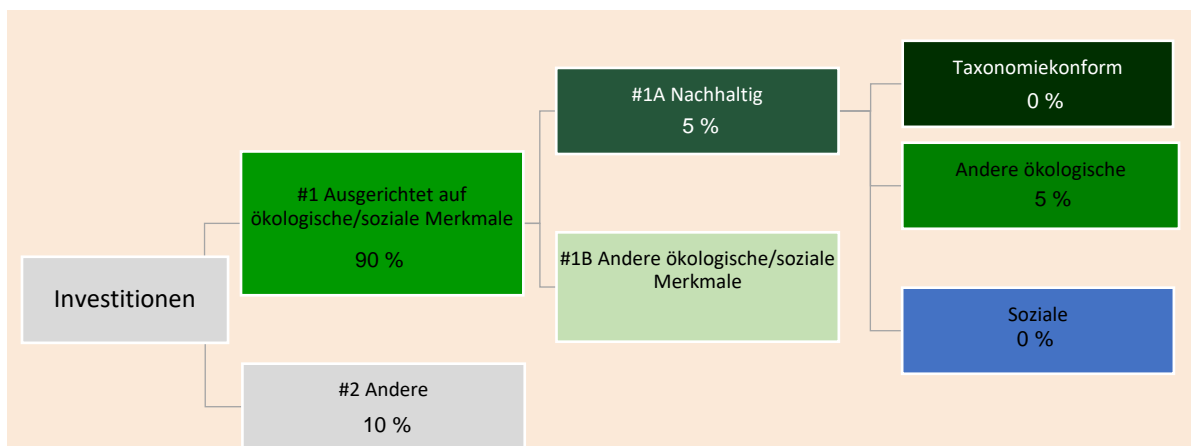 Investitionen
#1 Ausgerichtet auf
ökologische/soziale Merkmale
90 %
#2 Andere
10 %
#1A Nachhaltig
5 %
#1B Andere ökologische/soziale
Merkmale
Taxonomiekonform
0 %
Andere ökologische
5 %
Soziale
0 %